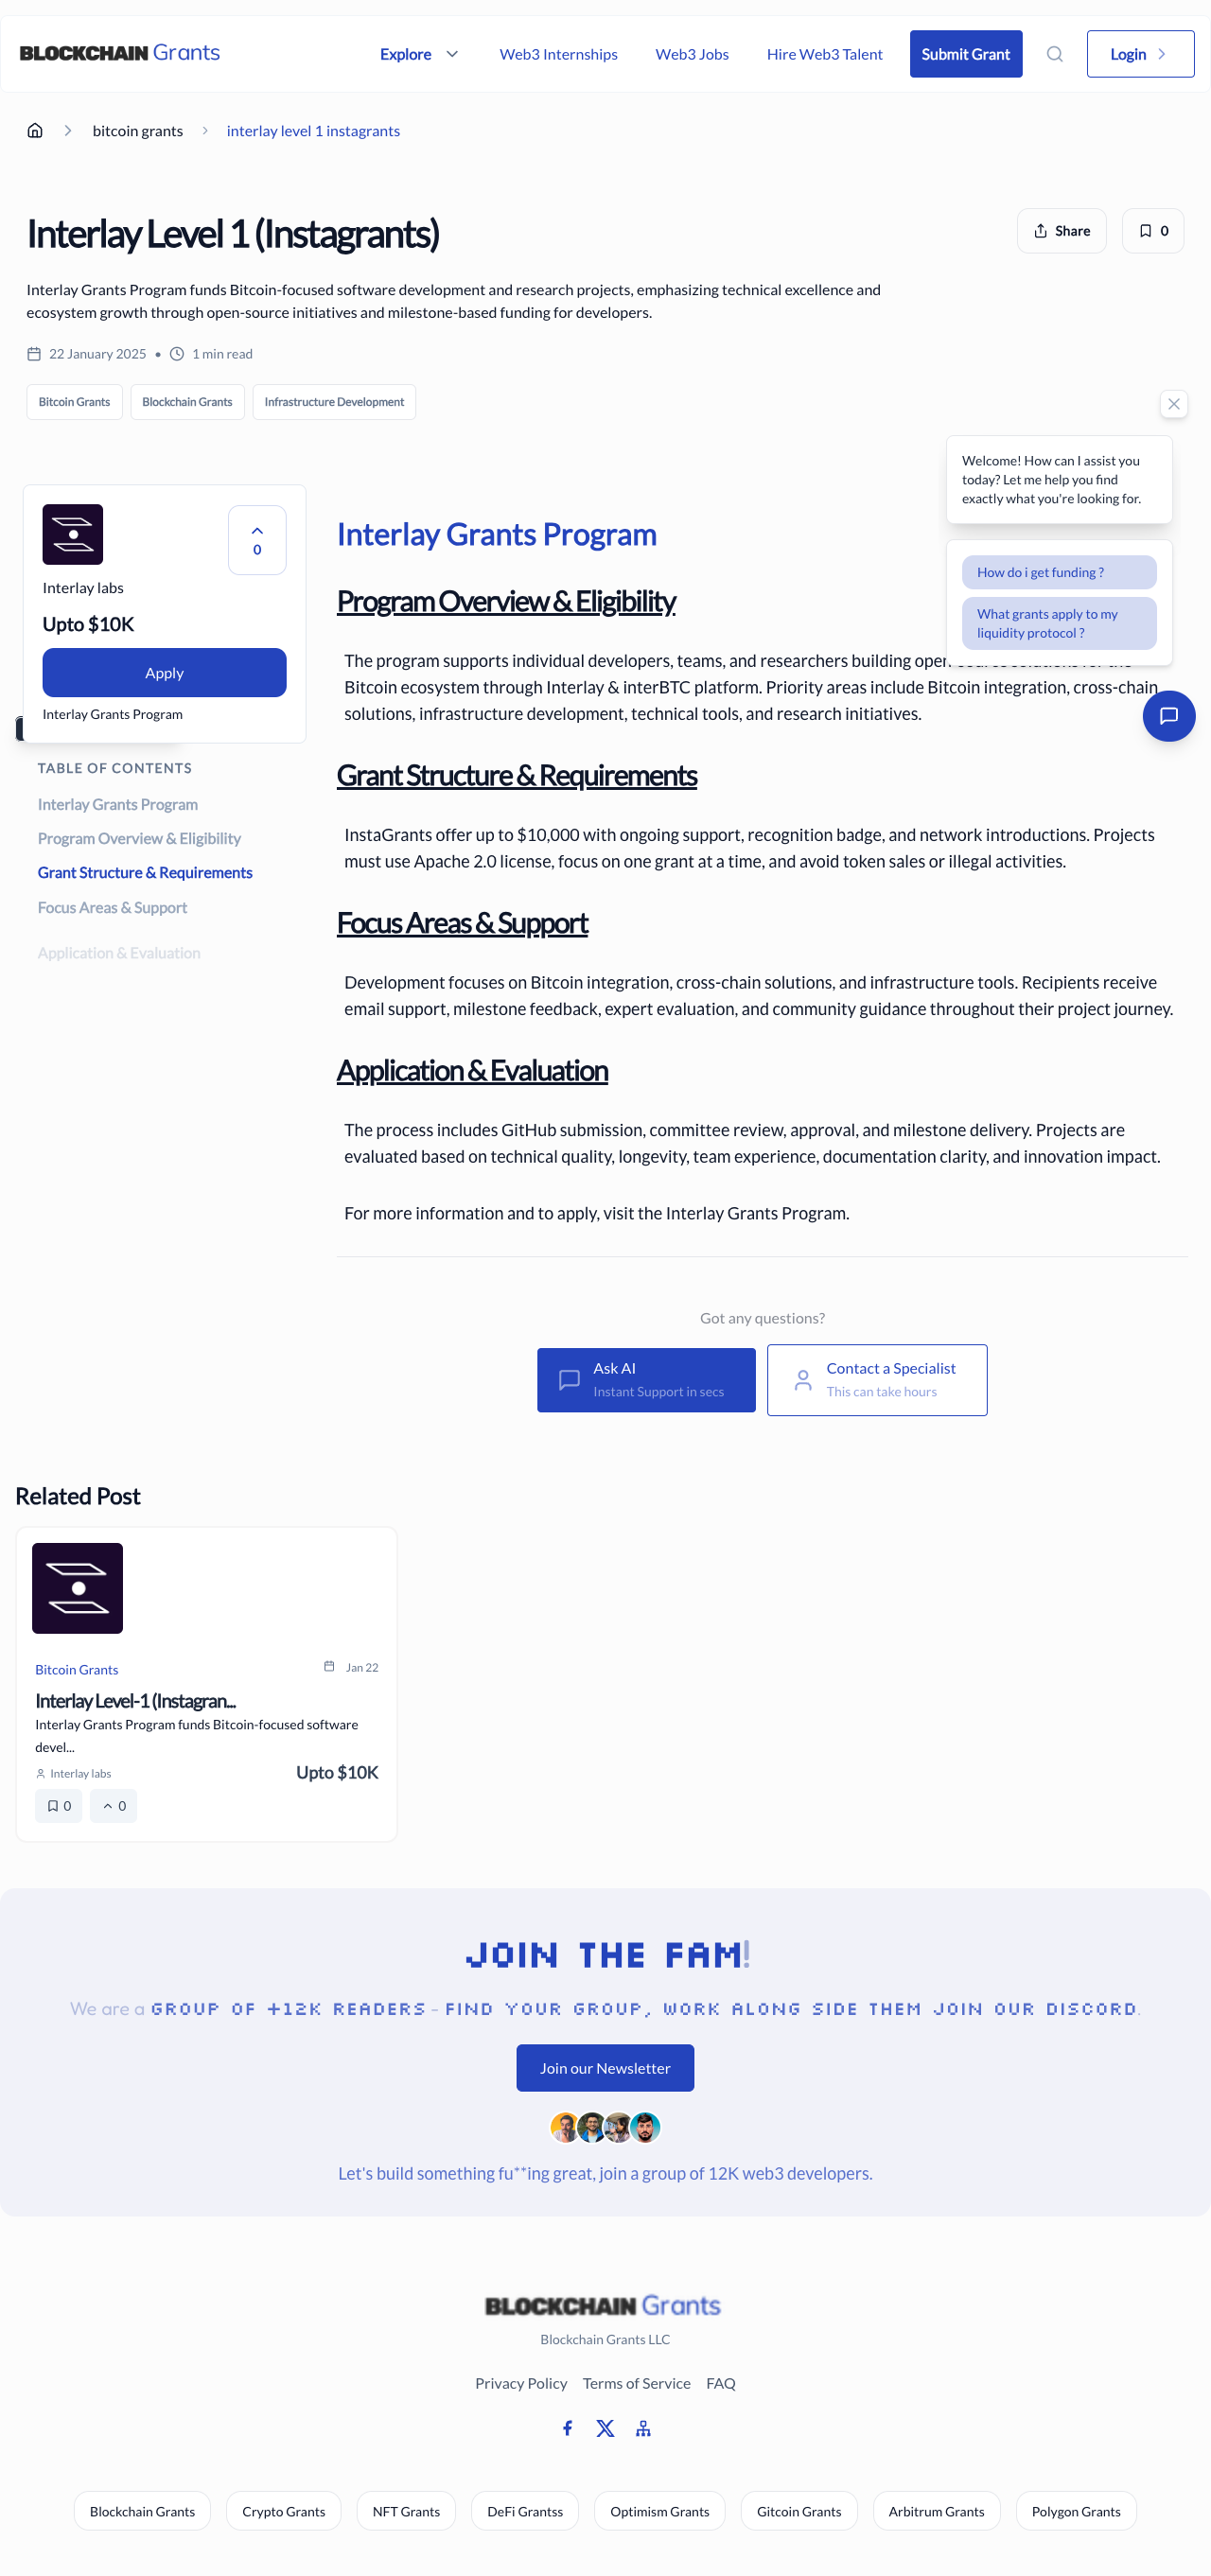 BLOCKCHAIN Grants
Explore
Web3 Internships
Web3 Jobs
Hire Web3 Talent
Submit Grant
Login
bitcoin grants
interlay level 1 instagrants
Interlay Level 1 (Instagrants)
Share
0
Interlay Grants Program funds Bitcoin-focused software development and research projects, emphasizing technical excellence and
ecosystem growth through open-source initiatives and milestone-based funding for developers.
22 January 2025 • 1 min read
Bitcoin Grants
Blockchain Grants
Infrastructure Development
Welcome! How can I assist you
today? Let me help you find
exactly what you're looking for.
How do i get funding ?
What grants apply to my
liquidity protocol ?
0
Interlay labs
Upto $10K
Apply
Interlay Grants Program
TABLE OF CONTENTS
Interlay Grants Program
Program Overview & Eligibility
Grant Structure & Requirements
Focus Areas & Support
Application & Evaluation
Interlay Grants Program
Program Overview & Eligibility
The program supports individual developers, teams, and researchers building open-source solutions for the
Bitcoin ecosystem through Interlay & interBTC platform. Priority areas include Bitcoin integration, cross-chain
solutions, infrastructure development, technical tools, and research initiatives.
Grant Structure & Requirements
InstaGrants offer up to $10,000 with ongoing support, recognition badge, and network introductions. Projects
must use Apache 2.0 license, focus on one grant at a time, and avoid token sales or illegal activities.
Focus Areas & Support
Development focuses on Bitcoin integration, cross-chain solutions, and infrastructure tools. Recipients receive
email support, milestone feedback, expert evaluation, and community guidance throughout their project journey.
Application & Evaluation
The process includes GitHub submission, committee review, approval, and milestone delivery. Projects are
evaluated based on technical quality, longevity, team experience, documentation clarity, and innovation impact.
For more information and to apply, visit the Interlay Grants Program.
Got any questions?
Ask AI
Instant Support in secs
Contact a Specialist
This can take hours
Related Post
Bitcoin Grants
Jan 22
Interlay Level-1 (Instagran...
Interlay Grants Program funds Bitcoin-focused software
devel...
Interlay labs
Upto $10K
0
0
JOIN THE FAM!
We are a GROUP OF +12K READERS - FIND YOUR GROUP, WORK ALONG SIDE THEM JOIN OUR DISCORD.
Join our Newsletter
Let's build something fu**ing great, join a group of 12K web3 developers.
BLOCKCHAIN Grants
Blockchain Grants LLC
Privacy Policy
Terms of Service
FAQ
Blockchain Grants
Crypto Grants
NFT Grants
DeFi Grantss
Optimism Grants
Gitcoin Grants
Arbitrum Grants
Polygon Grants